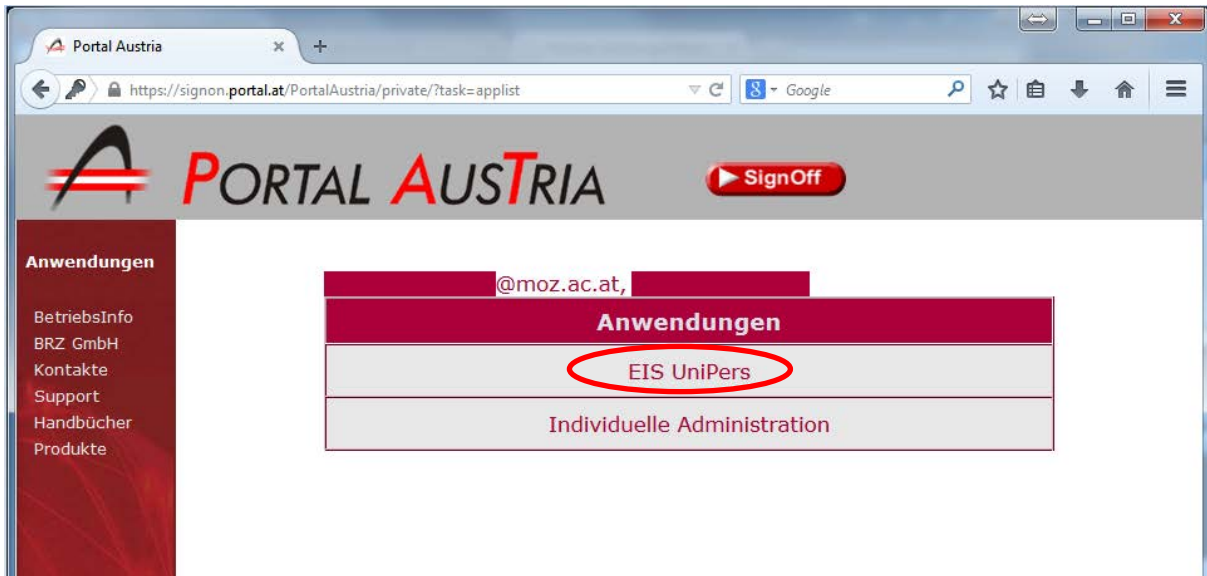 Portal Austria
https://signon.portal.at/PortalAustria/private/?task=applist
Google
PORTAL AUSTRIA
SignOff
Anwendungen
BetriebsInfo
BRZ GmbH
Kontakte
Support
Handbücher
Produkte
@moz.ac.at,
Anwendungen
EIS UniPers
Individuelle Administration